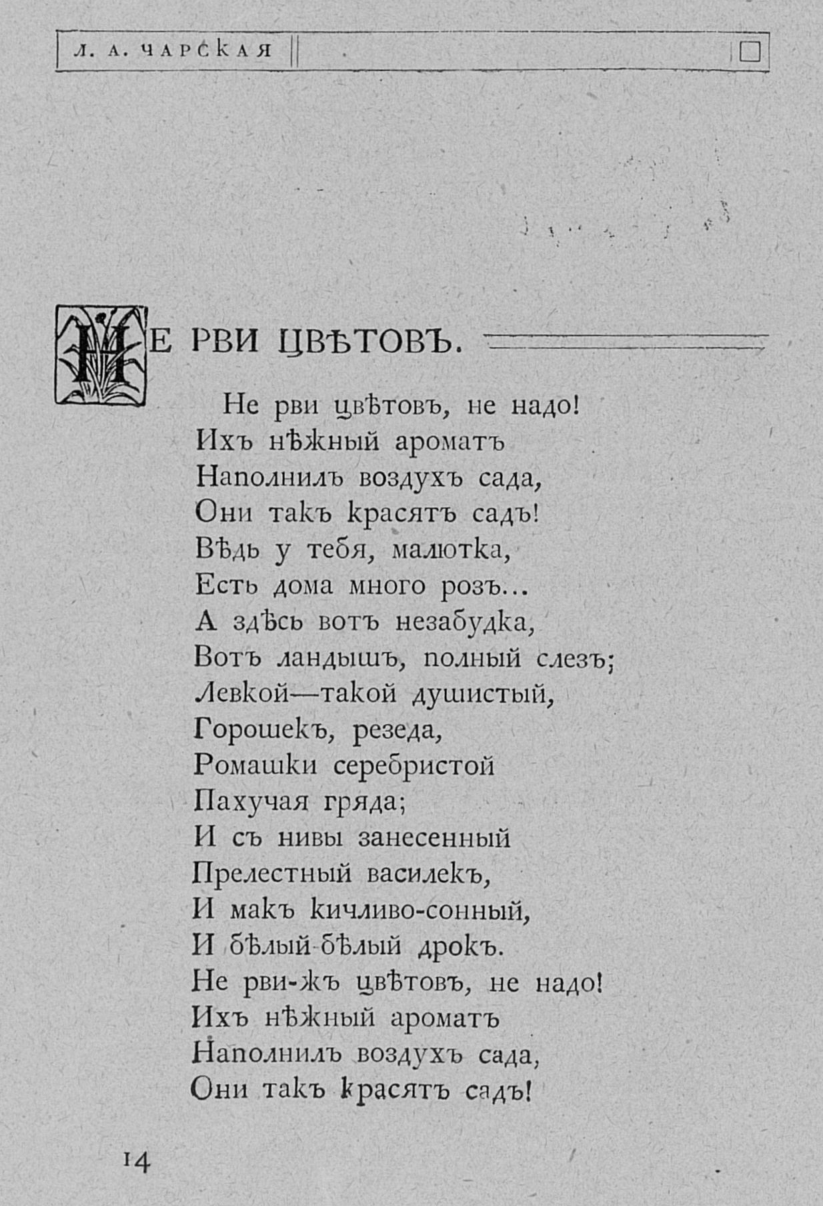 Л. А. ЧАРСКАЯ
НЕ РВИ ЦВѢТОВЪ.
Не рви цвѣтовъ, не надо!
Ихъ нѣжный ароматъ
Наполнилъ воздухъ сада,
Они такъ красятъ садъ!
Вѣдь у тебя, малютка,
Есть дома много розъ...
А здѣсь вотъ незабудка,
Вотъ ландышъ, полный слезъ;
Левкой—такой душистый,
Горошекъ, резеда,
Ромашки серебристой
Пахучая гряда;
И съ нивы занесенный
Прелестный василекъ,
И макъ кичливо-сонный,
И бѣлый-бѣлый дрокъ.
Не рви-жъ цвѣтовъ, не надо!
Ихъ нѣжный ароматъ
Наполнилъ воздухъ сада,
Они такъ красятъ садъ!
14